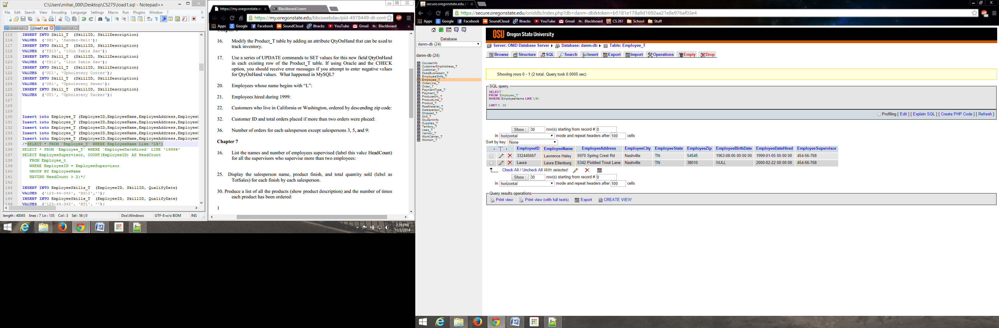 C:\Users\mihai_000\Desktop\CS275\load1.sql - Notepad++
File Edit Search View Encoding Language Settings Macro Run Plugins Window ? X
create.sql load1.sql load2.sql
115 INSERT INTO Skill_T (SkillID, SkillDescription)
116 VALUES ('SB1', 'Sander-Belt');
117 INSERT INTO Skill_T (SkillID, SkillDescription)
118 VALUES ('TS10', '10in Table Saw');
119 INSERT INTO Skill_T (SkillID, SkillDescription)
120 VALUES ('TS12', '12in Table Saw');
121 INSERT INTO Skill_T (SkillID, SkillDescription)
122 VALUES ('UC1', 'Upholstery Cutter');
123 INSERT INTO Skill_T (SkillID, SkillDescription)
124 VALUES ('US1', 'Upholstery Sewer');
125 INSERT INTO Skill_T (SkillID, SkillDescription)
126 VALUES ('UT1', 'Upholstery Tacker');
127
128
129
130 Insert into Employee_T (EmployeeID,EmployeeName,EmployeeAddress,EmployeeC
131 Insert into Employee_T (EmployeeID,EmployeeName,EmployeeAddress,EmployeeC
132 Insert into Employee_T (EmployeeID,EmployeeName,EmployeeAddress,EmployeeC
133 Insert into Employee_T (EmployeeID,EmployeeName,EmployeeAddress,EmployeeC
134 Insert into Employee_T (EmployeeID,EmployeeName,EmployeeAddress,EmployeeC
135 /*SELECT * FROM `Employee_T` WHERE EmployeeName Like 'L%';
136 SELECT * FROM `Employee_T` WHERE `EmployeeDateHired` LIKE '1999%'
137 SELECT EmployeeSupervisor, COUNT(EmployeeID) AS HeadCount
138 FROM Employee_t
139 WHERE EmployeeID = EmployeeSupervisor
140 GROUP BY EmployeeName
141 HAVING HeadCount > 2;*/
142
143 INSERT INTO EmployeeSkills_T (EmployeeID, SkillID, QualifyDate)
144 VALUES ('123-44-345', 'BS12','');
145 INSERT INTO EmployeeSkills_T (EmployeeID, SkillID, QualifyDate)
146 VALUES ('123-44-345', 'RT1', '');
length : 40045 lines : 7 Ln : 135 Col : 3 Sel : 56 | 0 Dos\Windows UTF-8 w/o BOM INS
https://my.oregonstate.ec Blackboard Learn
https://my.oregonstate.edu/bbcswebdav/pid-4978449-dt-cont
Apps Google Facebook SoundCloud 8tracks YouTube Gmail Blackboard
16. Modify the Product_T table by adding an attribute QtyOnHand that can be used to
track inventory.
17. Use a series of UPDATE commands to SET values for this new field QtyOnHand
in each existing row of the Product_T table. If using Oracle and the CHECK
option, you should receive error messages if you attempt to enter negative values
for QtyOnHand values. What happened in MySQL?
20. Employees whose name begins with “L”:
21. Employees hired during 1999:
22. Customers who live in California or Washington, ordered by descending zip code:
32. Customer ID and total orders placed if more than two orders were placed:
36. Number of orders for each salesperson except salespersons 3, 5, and 9:
Chapter 7
16. List the names and number of employees supervised (label this value HeadCount)
for all the supervisors who supervise more than two employees:
25. Display the salesperson name, product finish, and total quantity sold (label as
TotSales) for each finish by each salesperson.
30. Produce a list of all the products (show product description) and the number of times
each product has been ordered:
1
7:39 PM
11/2/2014
secure.oregonstate.edu /
https://secure.oregonstate.edu/oniddb/index.php?db=danm-db&token=b5181e178a9d1692aa21e8e976af03e4
ABP
88
Apps Google Facebook SoundCloud 8tracks YouTube Gmail Blackboard CS 261 School Stuff
Database
danm-db (24)
danm-db (24)
CourseInfo
CustomerShipAddress_T
Customer_T
DoesBusinessIn_T
EmployeeSkills_T
Employee_T
OrderLine_T
Order_T
PaymentType_T
Payment_T
ProducedIn_T
ProductLine_T
Product_T
RawMaterial_T
Salesperson_T
Shipped_T
Skill_T
StudentInfo
Supplies_T
Territory_T
Uses_T
Vendor_T
WorkCenter_T
WorksIn_T
OSU Oregon State University
Server: ONID Database Server Database: danm-db Table: Employee_T
Browse Structure SQL Search Insert Export Import Operations Empty Drop
Showing rows 0 - 1 (2 total, Query took 0.0005 sec)
SQL query:
SELECT *
FROM `Employee_T`
WHERE EmployeeName LIKE 'L%';
LIMIT 0 , 30
Profiling [ Edit ] [ Explain SQL ] [ Create PHP Code ] [ Refresh ]
Show : 30 row(s) starting from record # 0
in horizontal mode and repeat headers after 100 cells
Sort by key: None
←T→ EmployeeID EmployeeName EmployeeAddress EmployeeCity EmployeeState EmployeeZip EmployeeBirthDate EmployeeDateHired EmployeeSupervisor
332445667 Lawrence Haley 5970 Spring Crest Rd Nashville TN 54545 1963-08-06 00:00:00 1999-01-05 00:00:00 454-56-768
Laura Laura Ellenburg 5342 Picklied Trout Lane Nashville TN 38010 NULL 2000-02-22 00:00:00 454-56-768
Check All / Uncheck All With selected:
Show : 30 row(s) starting from record # 0
in horizontal mode and repeat headers after 100 cells
Query results operations
Print view Print view (with full texts) Export CREATE VIEW